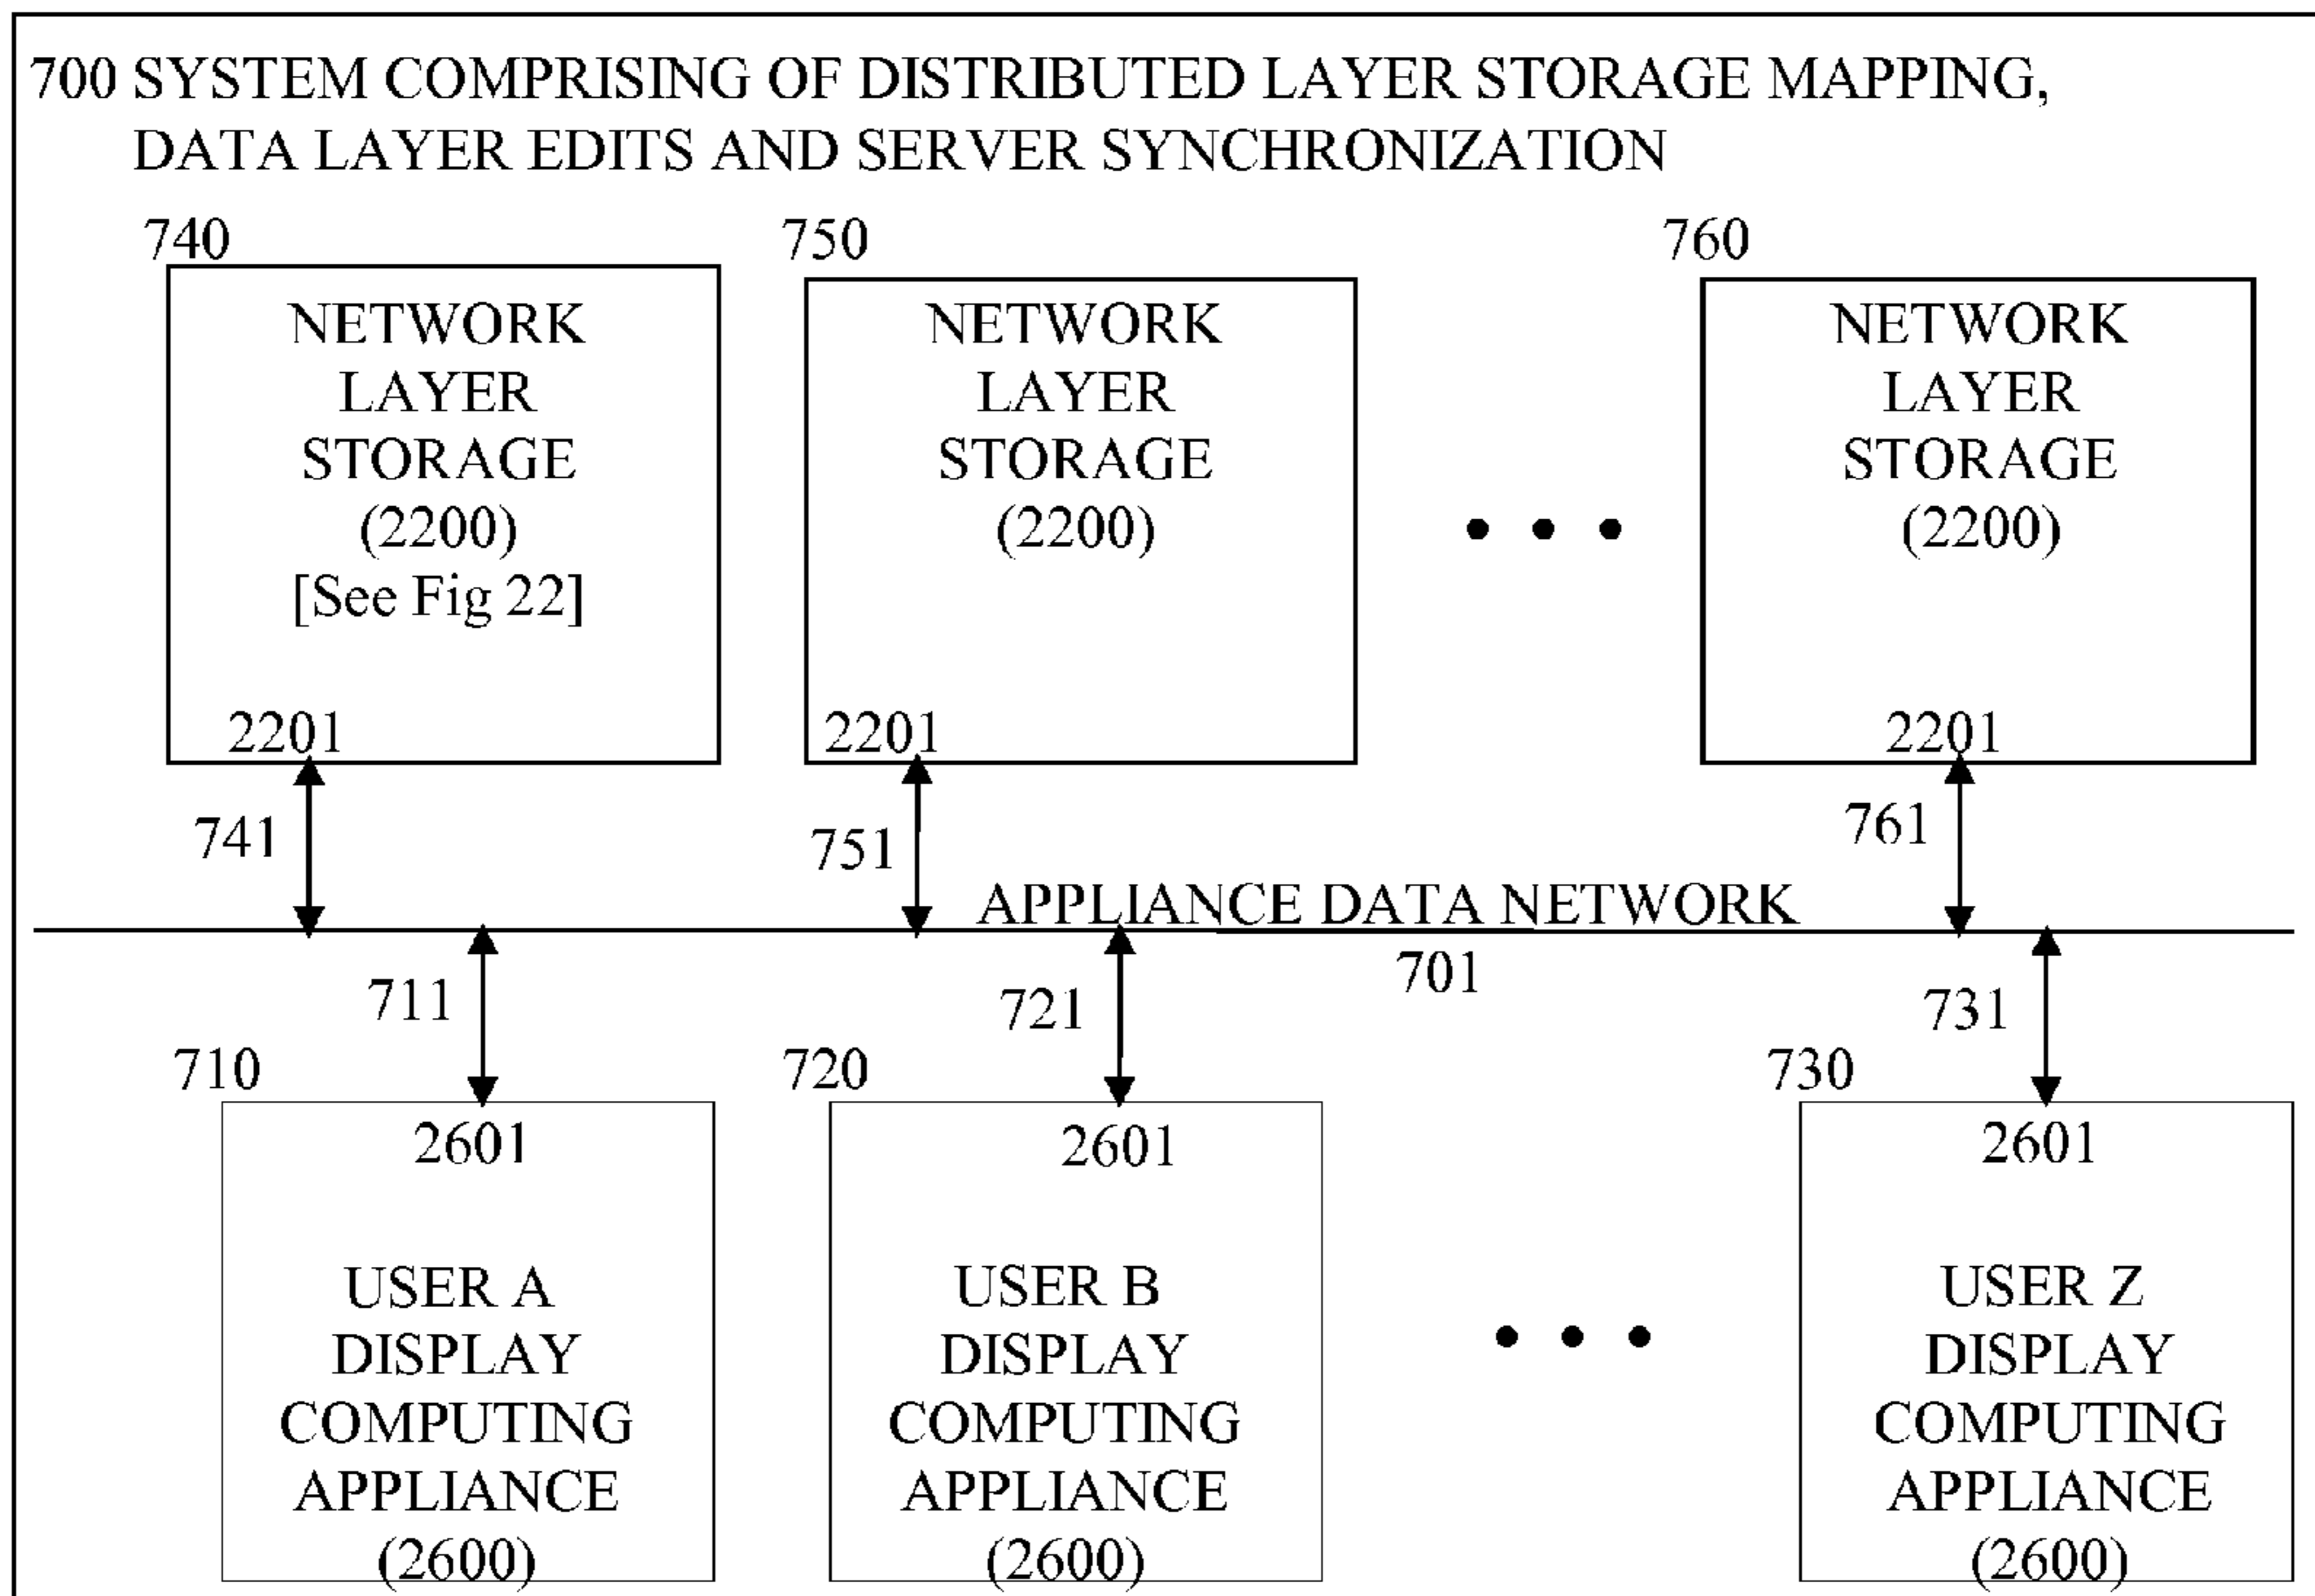 700 SYSTEM COMPRISING OF DISTRIBUTED LAYER STORAGE MAPPING,
DATA LAYER EDITS AND SERVER SYNCHRONIZATION
740
NETWORK
LAYER
STORAGE
(2200)
[See Fig 22]
2201
750
NETWORK
LAYER
STORAGE
(2200)
2201
760
NETWORK
LAYER
STORAGE
(2200)
2201
741
751
761
APPLIANCE DATA NETWORK
701
711
721
731
710
2601
USER A
DISPLAY
COMPUTING
APPLIANCE
(2600)
720
2601
USER B
DISPLAY
COMPUTING
APPLIANCE
(2600)
730
2601
USER Z
DISPLAY
COMPUTING
APPLIANCE
(2600)